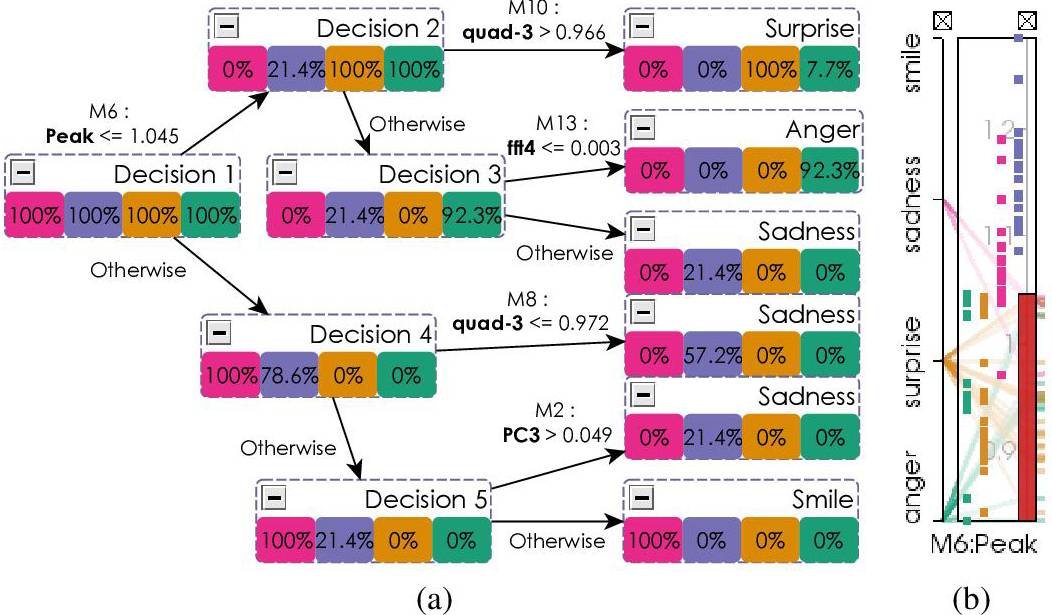 M10 :
quad-3 > 0.966
Decision 2
0% 21.4% 100% 100%
Surprise
0% 0% 100% 7.7%
M6 :
Peak <= 1.045
Otherwise
M13 :
fft4 <= 0.003
Anger
0% 0% 0% 92.3%
Decision 1
100% 100% 100% 100%
Decision 3
0% 21.4% 0% 92.3%
Otherwise
Sadness
0% 21.4% 0% 0%
Otherwise
M8 :
quad-3 <= 0.972
Decision 4
100% 78.6% 0% 0%
Sadness
0% 57.2% 0% 0%
Otherwise
M2 :
PC3 > 0.049
Sadness
0% 21.4% 0% 0%
Decision 5
100% 21.4% 0% 0%
Otherwise
Smile
100% 0% 0% 0%
(a)
smile
sadness
surprise
anger
1.2
1.1
1
0.9
M6:Peak
(b)